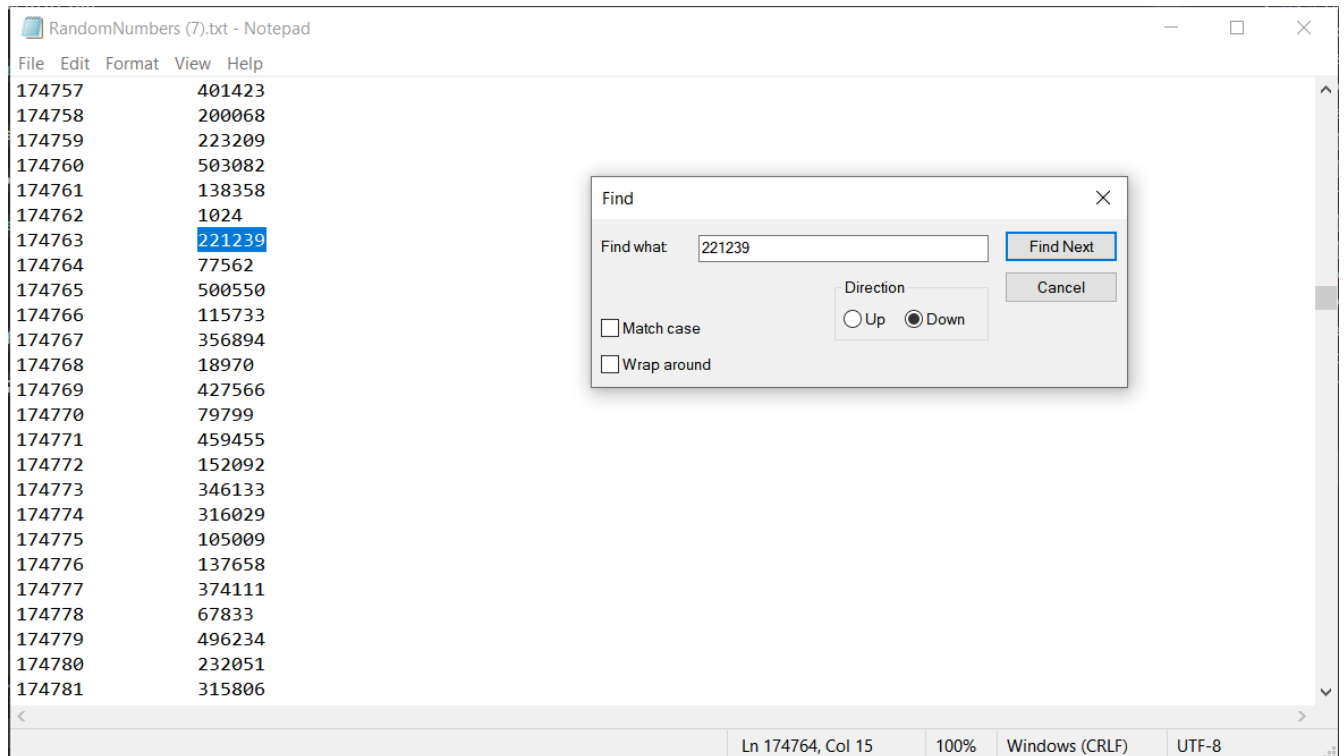 RandomNumbers (7).txt - Notepad
File Edit Format View Help
174757 401423
174758 200068
174759 223209
174760 503082
174761 138358
174762 1024
174763 221239
174764 77562
174765 500550
174766 115733
174767 356894
174768 18970
174769 427566
174770 79799
174771 459455
174772 152092
174773 346133
174774 316029
174775 105009
174776 137658
174777 374111
174778 67833
174779 496234
174780 232051
174781 315806
Find
Find what: 221239 Find Next
Direction Cancel
Up Down
Match case
Wrap around
Ln 174764, Col 15 100% Windows (CRLF) UTF-8